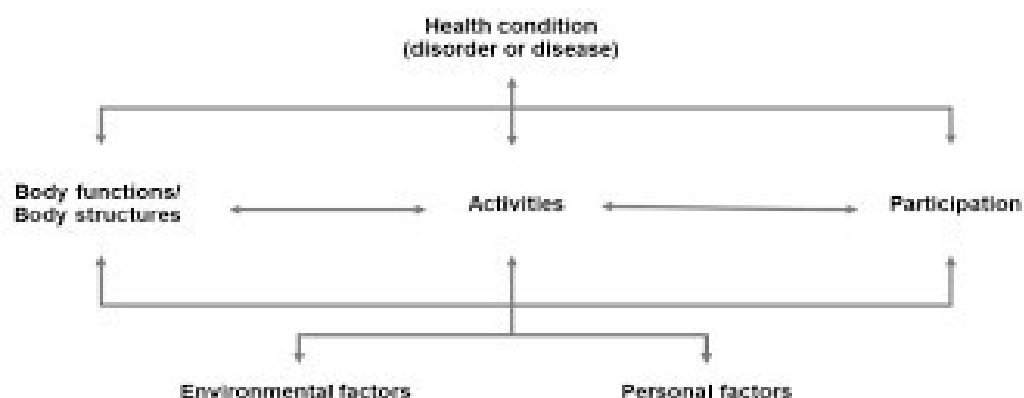 Health condition
(disorder or disease)
Body functions/
Body structures
Activities
Participation
Environmental factors
Personal factors